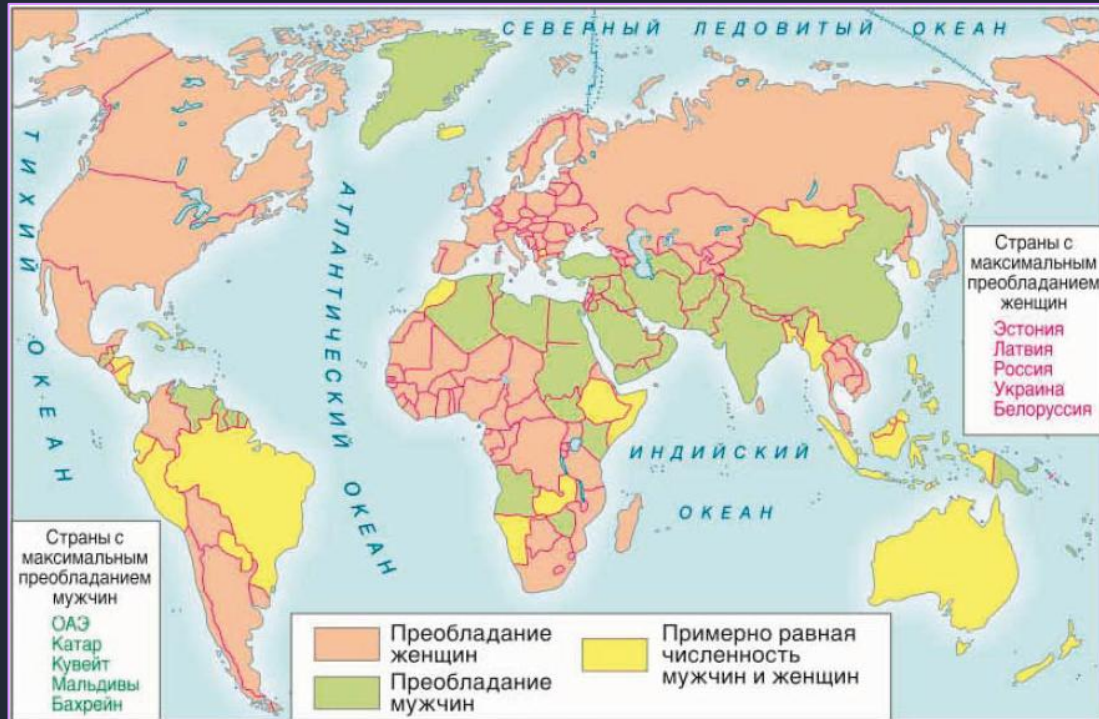 СЕВЕРНЫЙ ЛЕДОВИТЫЙ ОКЕАН
ТИХИЙ ОКЕАН
АТЛАНТИЧЕСКИЙ ОКЕАН
ИНДИЙСКИЙ
ОКЕАН
Страны с
максимальным
преобладанием
женщин
Эстония
Латвия
Россия
Украина
Белоруссия
Страны с
максимальным
преобладанием
мужчин
ОАЭ
Катар
Кувейт
Мальдивы
Бахрейн
Преобладание
женщин
Преобладание
мужчин
Примерно равная
численность
мужчин и женщин